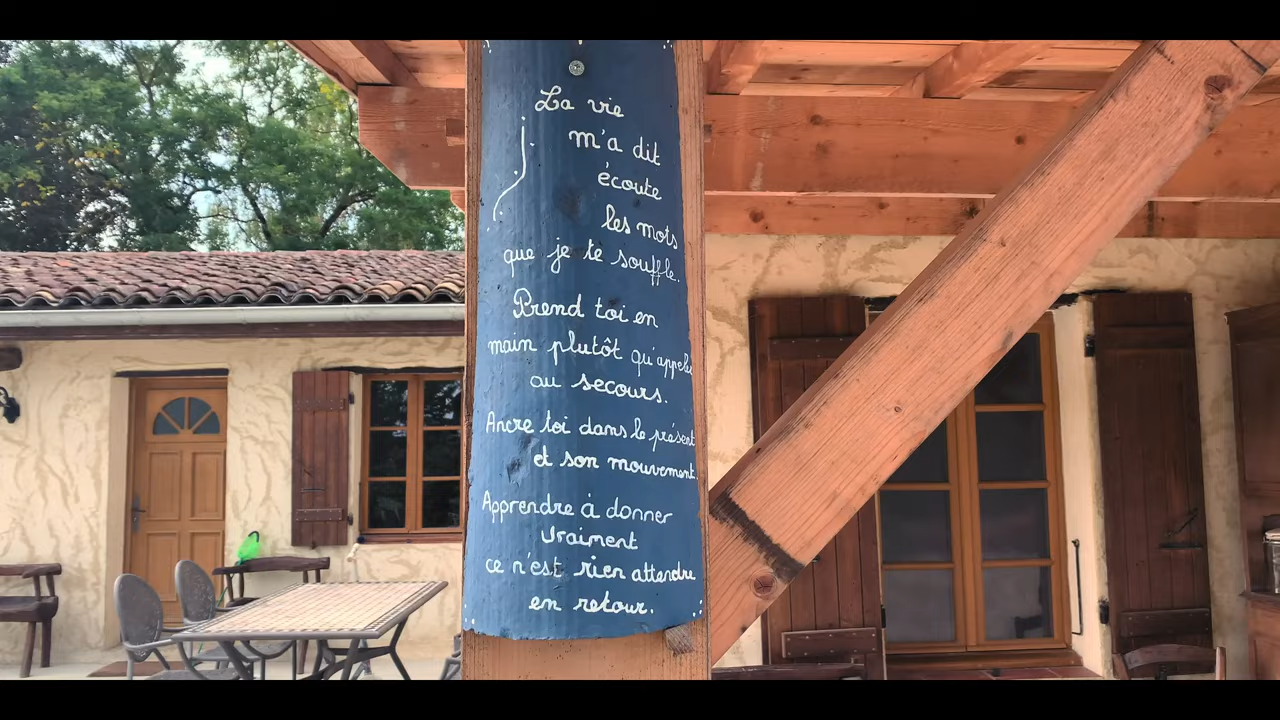 La vie
m'a dit
écoute
les mots
que je te souffle.
Prend toi en
main plutôt qu'appeler
au secours.
Ancre toi dans le présent
et son mouvement.
Apprendre à donner
vraiment
ce n'est rien attendre
en retour.